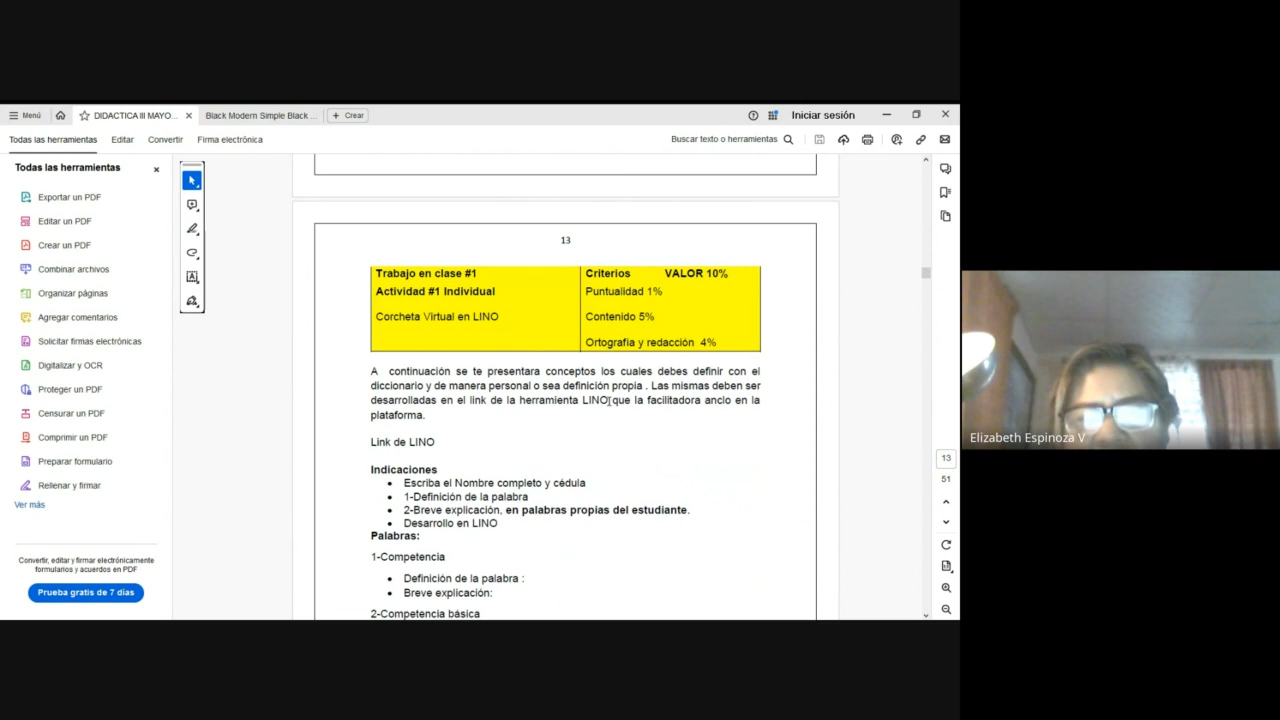 Menú
DIDACTICA III MAYO...
Black Modern Simple Black ...
Crear
Iniciar sesión
Todas las herramientas
Editar
Convertir
Firma electrónica
Buscar texto o herramientas
Todas las herramientas
Exportar un PDF
Editar un PDF
Crear un PDF
Combinar archivos
Organizar páginas
Agregar comentarios
Solicitar firmas electrónicas
Digitalizar y OCR
Proteger un PDF
Censurar un PDF
Comprimir un PDF
Preparar formulario
Rellenar y firmar
Ver más
Convertir, editar y firmar electrónicamente
formularios y acuerdos en PDF
Prueba gratis de 7 días
13
Trabajo en clase #1
Actividad #1 Individual
Corcheta Virtual en LINO
Criterios VALOR 10%
Puntualidad 1%
Contenido 5%
Ortografía y redacción 4%
A continuación se te presentara conceptos los cuales debes definir con el
diccionario y de manera personal o sea definición propia . Las mismas deben ser
desarrolladas en el link de la herramienta LINO que la facilitadora anclo en la
plataforma.
Link de LINO
Indicaciones
• Escriba el Nombre completo y cédula
• 1-Definición de la palabra
• 2-Breve explicación, en palabras propias del estudiante.
• Desarrollo en LINO
Palabras:
1-Competencia
• Definición de la palabra :
• Breve explicación:
2-Competencia básica
13
51
Elizabeth Espinoza V